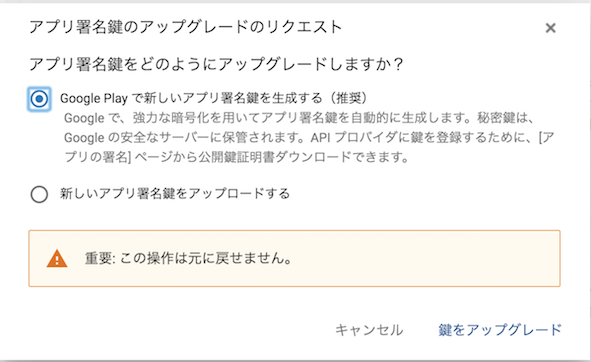 アプリ署名鍵のアップグレードのリクエスト
アプリ署名鍵をどのようにアップグレードしますか？
Google Play で新しいアプリ署名鍵を生成する（推奨）
Google で、強力な暗号化を用いてアプリ署名鍵を自動的に生成します。秘密鍵は、
Google の安全なサーバーに保管されます。API プロバイダに鍵を登録するために、[ア
プリの署名] ページから公開鍵証明書ダウンロードできます。
新しいアプリ署名鍵をアップロードする
重要: この操作は元に戻せません。
キャンセル
鍵をアップグレード